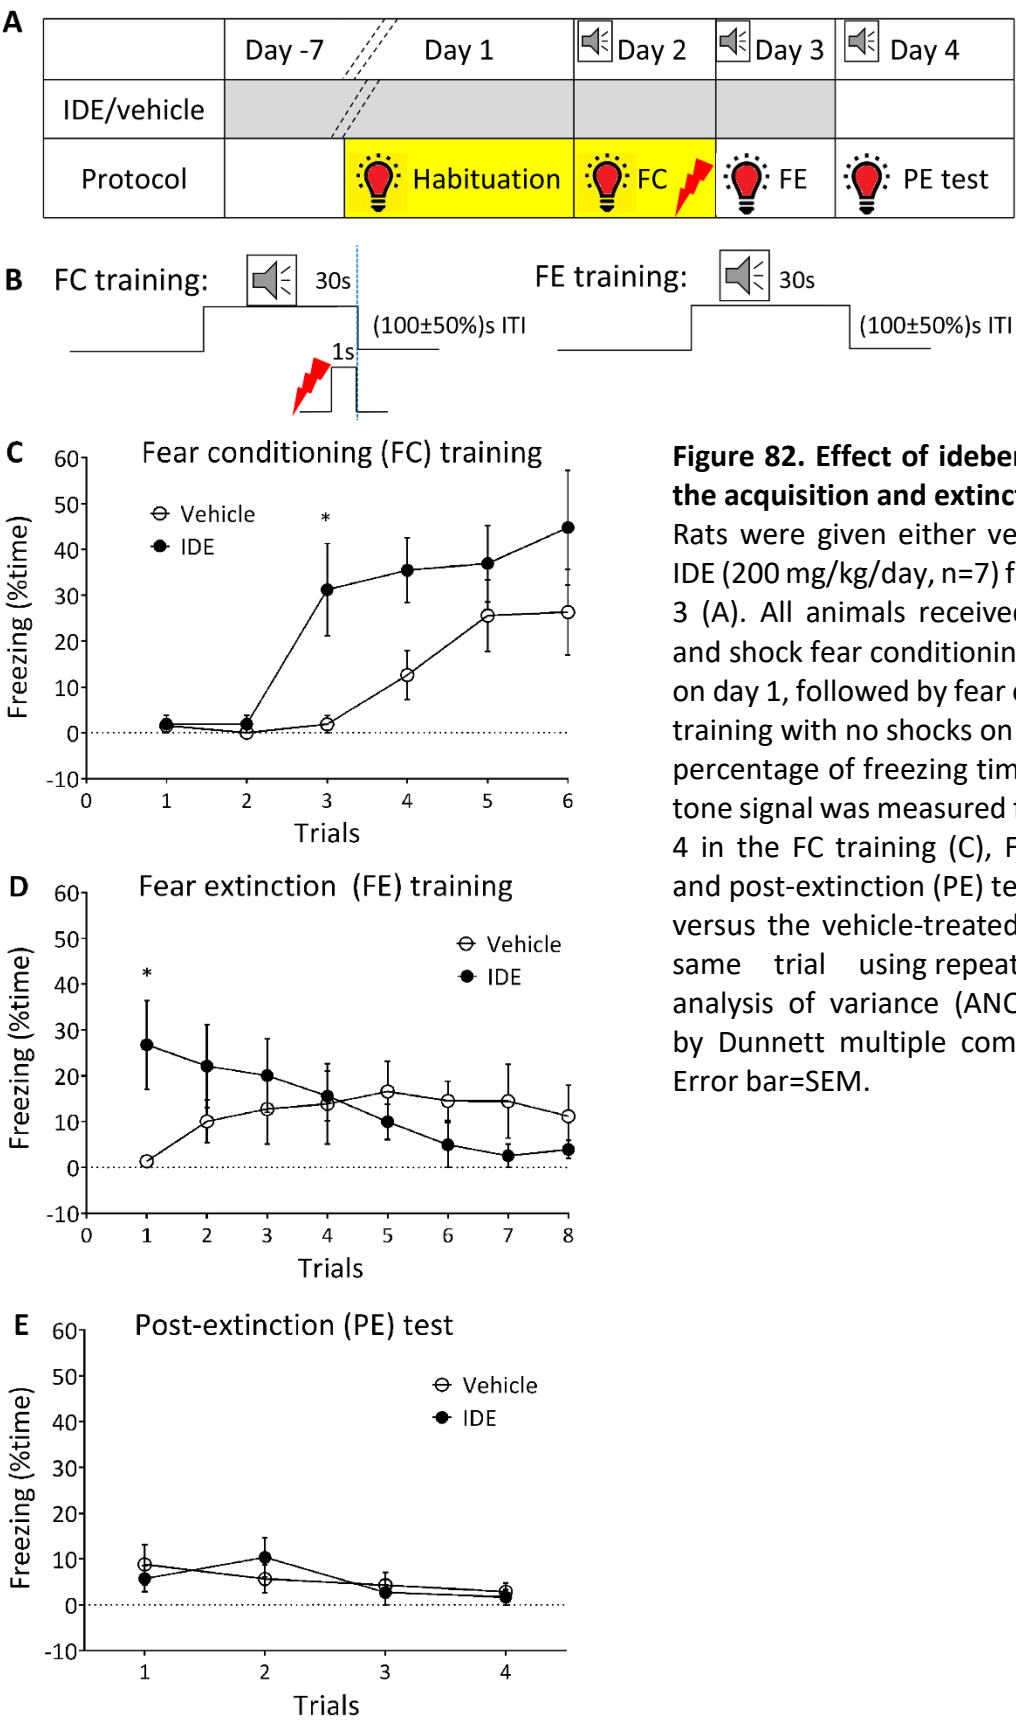 A
Day -7 Day 1 Day 2 Day 3 Day 4
IDE/vehicle
Protocol Habituation FC FE PE test
B FC training: 30s FE training: 30s
(100±50%)s ITI (100±50%)s ITI
1s
C Fear conditioning (FC) training
Freezing (%time)
60
50
40
30
20
10
0
-10
Vehicle
IDE
*
0 1 2 3 4 5 6
Trials
D Fear extinction (FE) training
Freezing (%time)
60
50
40
30
20
10
0
-10
Vehicle
IDE
*
0 1 2 3 4 5 6 7 8
Trials
E Post-extinction (PE) test
Freezing (%time)
60
50
40
30
20
10
0
-10
Vehicle
IDE
1 2 3 4
Trials
Figure 82. Effect of ideber
the acquisition and extinct
Rats were given either ve
IDE (200 mg/kg/day, n=7) f
3 (A). All animals received
and shock fear conditionin
on day 1, followed by fear
training with no shocks on
percentage of freezing tim
tone signal was measured
4 in the FC training (C), F
and post-extinction (PE) te
versus the vehicle-treated
same trial using repeat
analysis of variance (ANO
by Dunnett multiple com
Error bar=SEM.